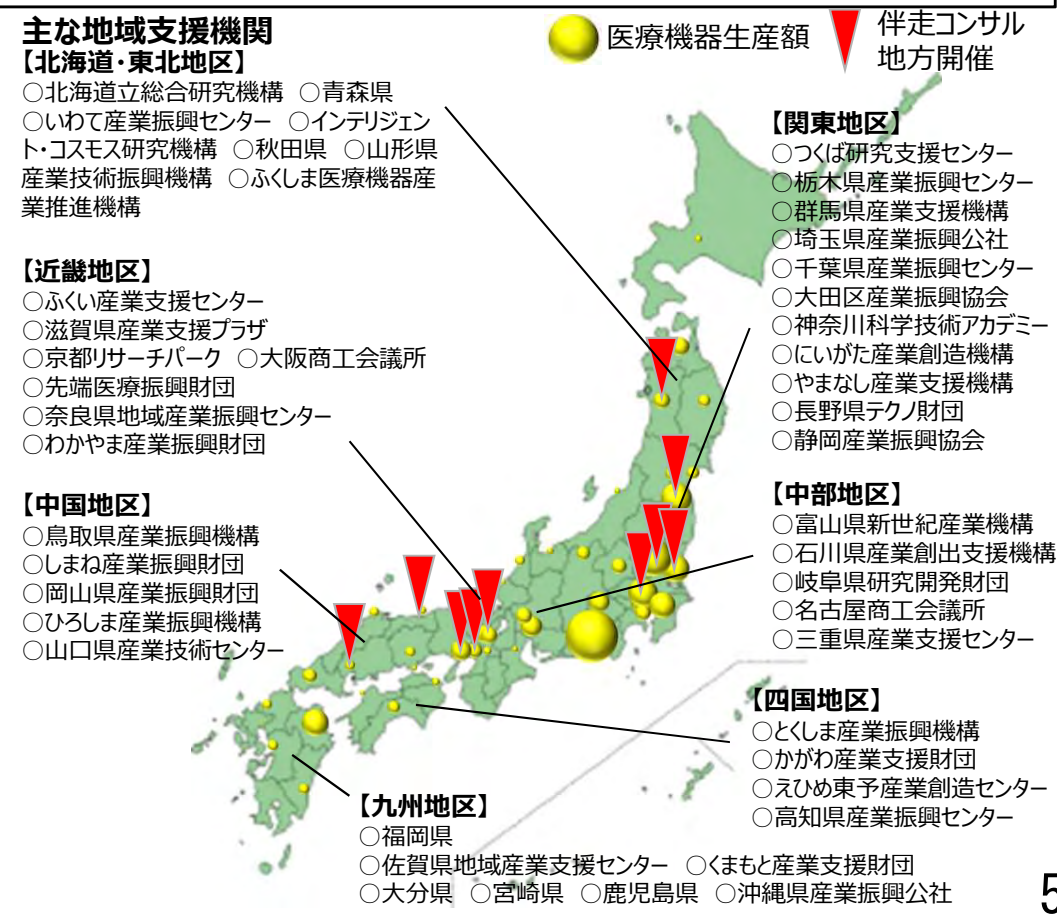 主な地域支援機関
医療機器生産額
伴走コンサル
地方開催
【北海道・東北地区】
○北海道立総合研究機構 ○青森県
○いわて産業振興センター ○インテリジェン
ト・コスモス研究機構 ○秋田県 ○山形県
産業技術振興機構 ○ふくしま医療機器産
業推進機構
【近畿地区】
○ふくい産業支援センター
○滋賀県産業支援プラザ
○京都リサーチパーク ○大阪商工会議所
○先端医療振興財団
○奈良県地域産業振興センター
○わかやま産業振興財団
【中国地区】
○鳥取県産業振興機構
○しまね産業振興財団
○岡山県産業振興財団
○ひろしま産業振興機構
○山口県産業技術センター
【関東地区】
○つくば研究支援センター
○栃木県産業振興センター
○群馬県産業支援機構
○埼玉県産業振興公社
○千葉県産業振興センター
○大田区産業振興協会
○神奈川科学技術アカデミー
○にいがた産業創造機構
○やまなし産業支援機構
○長野県テクノ財団
○静岡産業振興協会
【中部地区】
○富山県新世紀産業機構
○石川県産業創出支援機構
○岐阜県研究開発財団
○名古屋商工会議所
○三重県産業支援センター
【四国地区】
○とくしま産業振興機構
○かがわ産業支援財団
○えひめ東予産業創造センター
○高知県産業振興センター
【九州地区】
○福岡県
○佐賀県地域産業支援センター ○くまもと産業支援財団
○大分県 ○宮崎県 ○鹿児島県 ○沖縄県産業振興公社
5